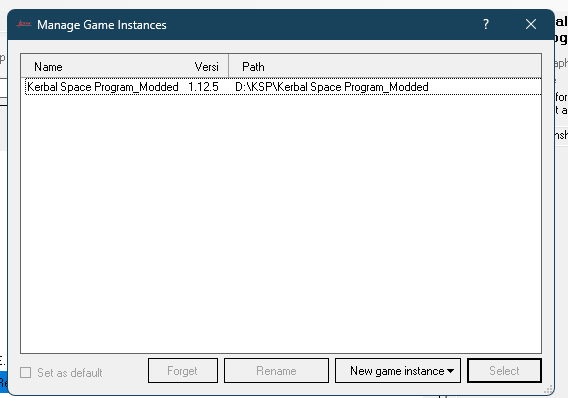 Manage Game Instances
?
Name Versi Path
Kerbal Space Program_Modded 1.12.5 D:\KSP\Kerbal Space Program_Modded
Set as default
Forget
Rename
New game instance
Select